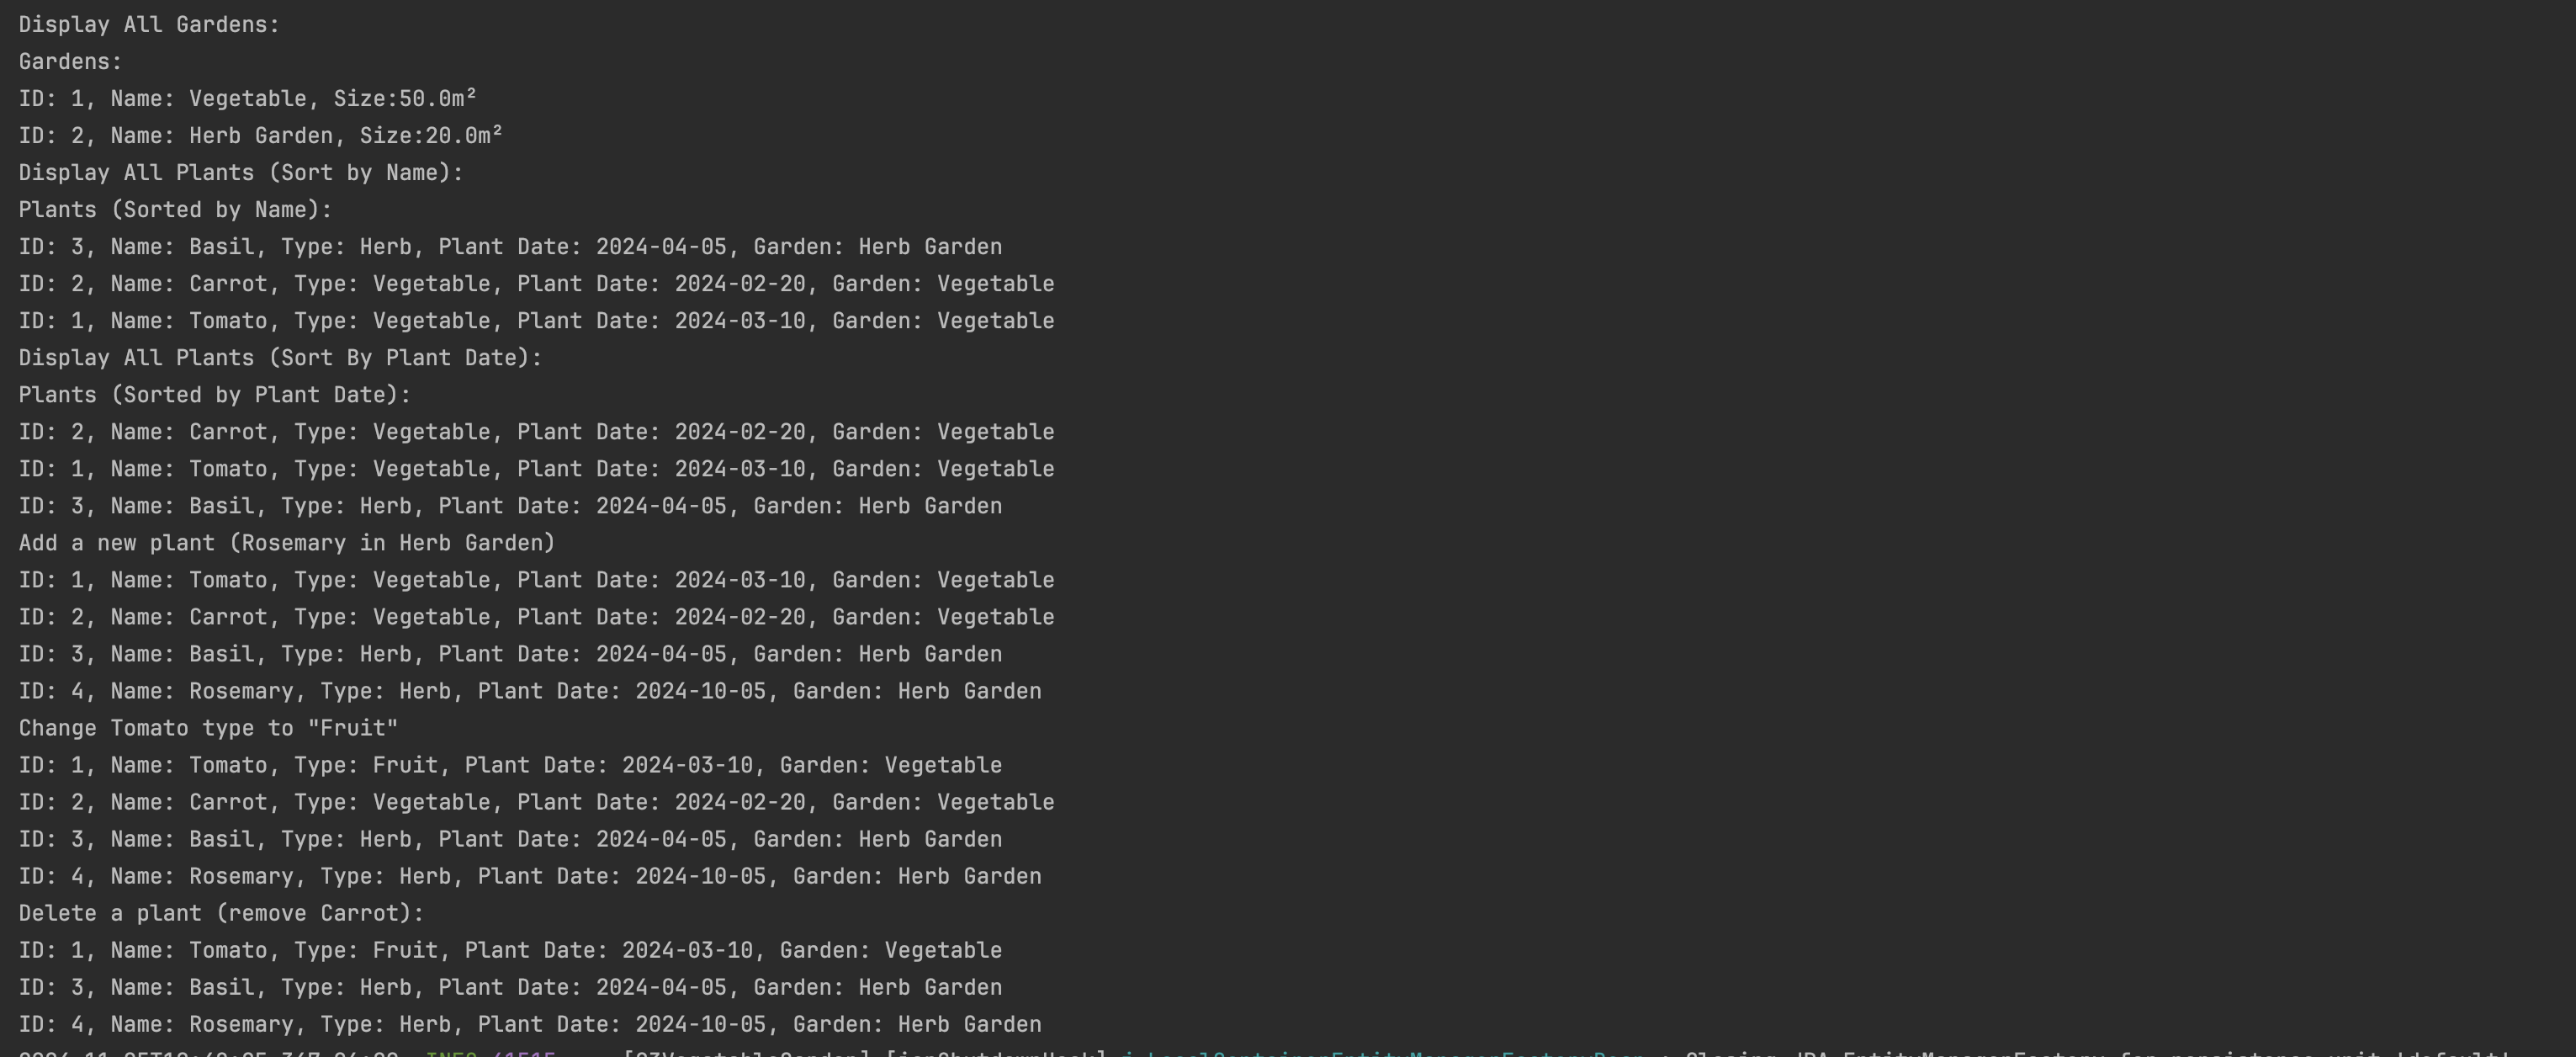 Display All Gardens:
Gardens:
ID: 1, Name: Vegetable, Size:50.0m²
ID: 2, Name: Herb Garden, Size:20.0m²
Display All Plants (Sort by Name):
Plants (Sorted by Name):
ID: 3, Name: Basil, Type: Herb, Plant Date: 2024-04-05, Garden: Herb Garden
ID: 2, Name: Carrot, Type: Vegetable, Plant Date: 2024-02-20, Garden: Vegetable
ID: 1, Name: Tomato, Type: Vegetable, Plant Date: 2024-03-10, Garden: Vegetable
Display All Plants (Sort By Plant Date):
Plants (Sorted by Plant Date):
ID: 2, Name: Carrot, Type: Vegetable, Plant Date: 2024-02-20, Garden: Vegetable
ID: 1, Name: Tomato, Type: Vegetable, Plant Date: 2024-03-10, Garden: Vegetable
ID: 3, Name: Basil, Type: Herb, Plant Date: 2024-04-05, Garden: Herb Garden
Add a new plant (Rosemary in Herb Garden)
ID: 1, Name: Tomato, Type: Vegetable, Plant Date: 2024-03-10, Garden: Vegetable
ID: 2, Name: Carrot, Type: Vegetable, Plant Date: 2024-02-20, Garden: Vegetable
ID: 3, Name: Basil, Type: Herb, Plant Date: 2024-04-05, Garden: Herb Garden
ID: 4, Name: Rosemary, Type: Herb, Plant Date: 2024-10-05, Garden: Herb Garden
Change Tomato type to "Fruit"
ID: 1, Name: Tomato, Type: Fruit, Plant Date: 2024-03-10, Garden: Vegetable
ID: 2, Name: Carrot, Type: Vegetable, Plant Date: 2024-02-20, Garden: Vegetable
ID: 3, Name: Basil, Type: Herb, Plant Date: 2024-04-05, Garden: Herb Garden
ID: 4, Name: Rosemary, Type: Herb, Plant Date: 2024-10-05, Garden: Herb Garden
Delete a plant (remove Carrot):
ID: 1, Name: Tomato, Type: Fruit, Plant Date: 2024-03-10, Garden: Vegetable
ID: 3, Name: Basil, Type: Herb, Plant Date: 2024-04-05, Garden: Herb Garden
ID: 4, Name: Rosemary, Type: Herb, Plant Date: 2024-10-05, Garden: Herb Garden
INFO : Closing JPA EntityManagerFactory for persistence unit 'default'